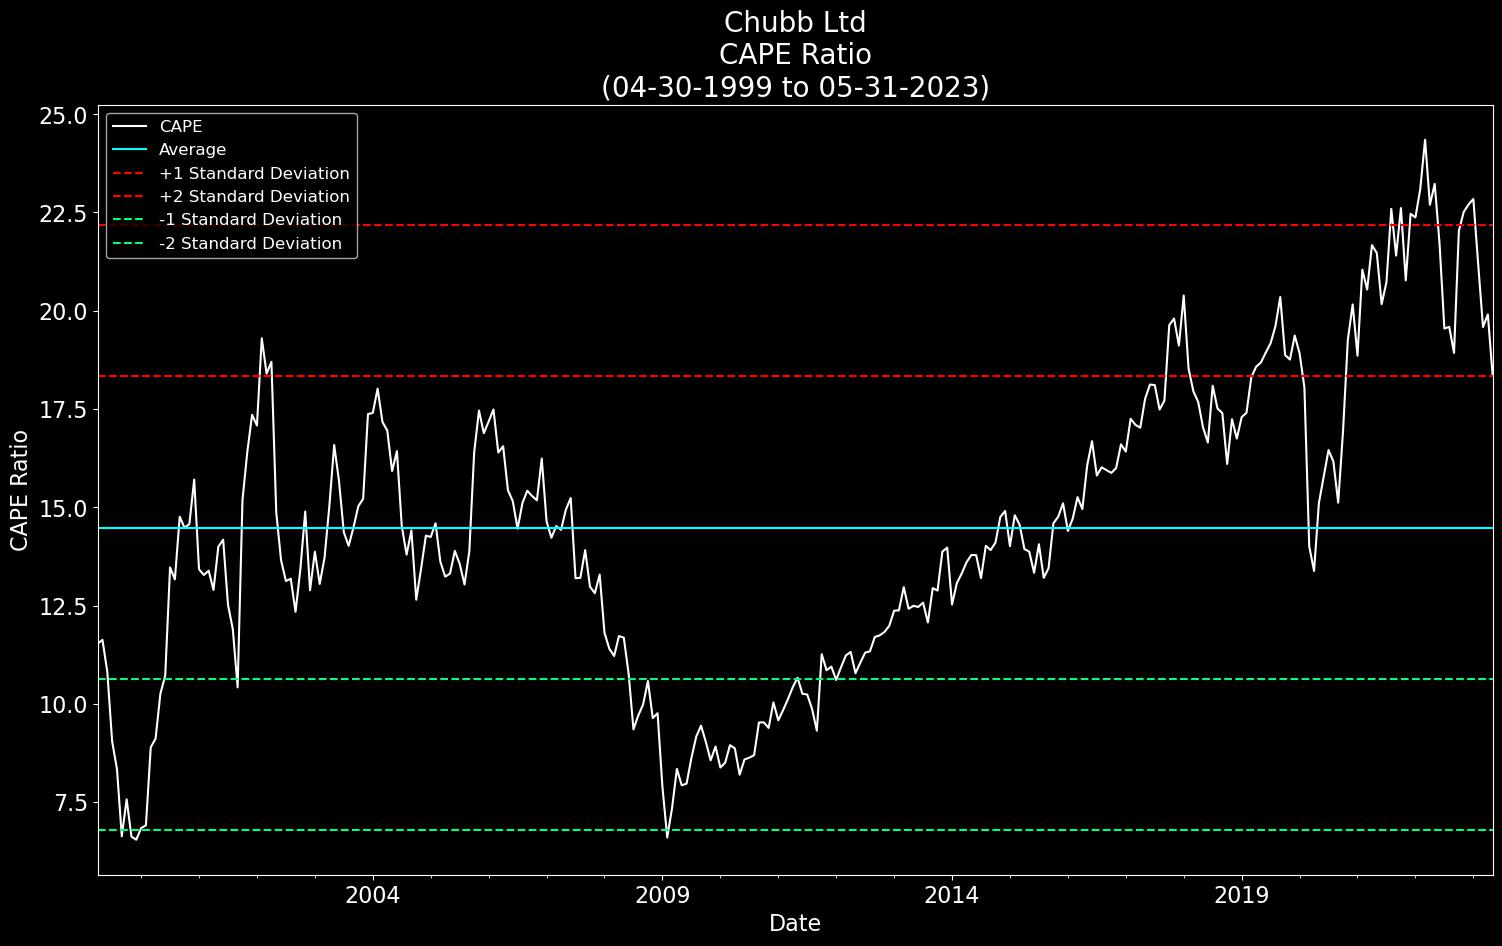 Chubb Ltd
CAPE Ratio
(04-30-1999 to 05-31-2023)
25.0
22.5
20.0
17.5
15.0
12.5
10.0
7.5
CAPE Ratio
CAPE
Average
+1 Standard Deviation
+2 Standard Deviation
-1 Standard Deviation
-2 Standard Deviation
2004 2009 2014 2019
Date